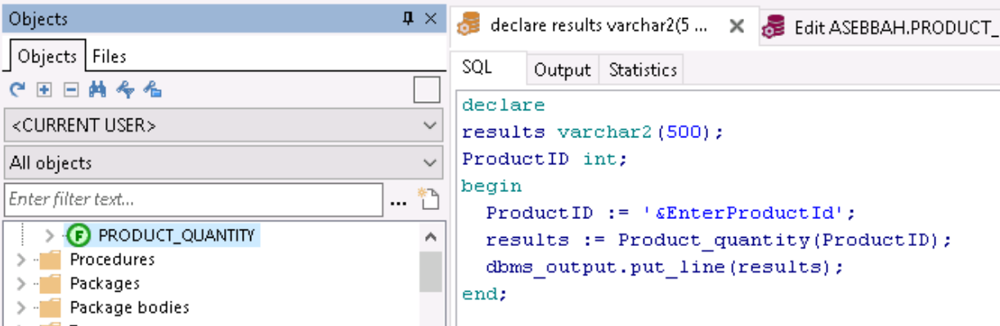 Objects
Objects Files
<CURRENT USER>
All objects
Enter filter text...
...
F PRODUCT_QUANTITY
Procedures
Packages
Package bodies
declare results varchar2(5 ...
Edit ASEBBAH.PRODUCT_
SQL Output Statistics
declare
results varchar2(500);
ProductID int;
begin
ProductID := '&EnterProductId';
results := Product_quantity(ProductID);
dbms_output.put_line(results);
end;